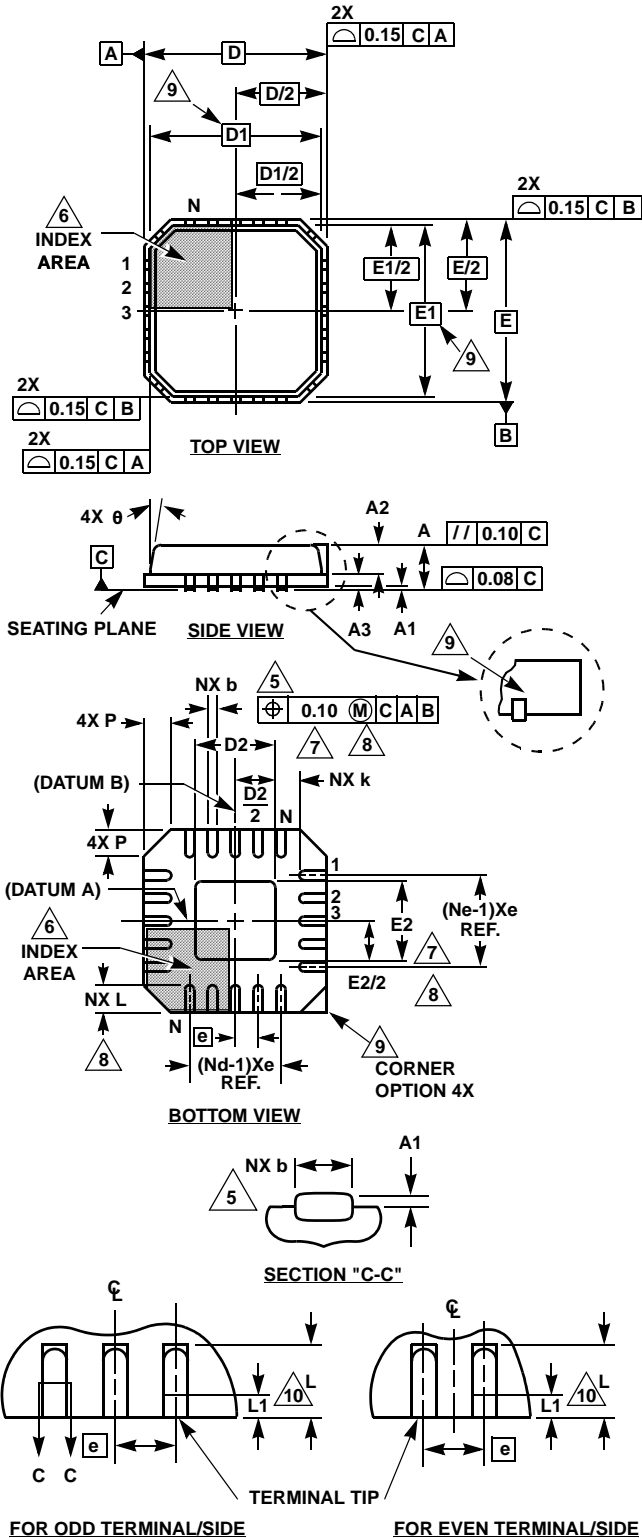 2X
0.15 C A
A
D
D/2
9
D1
D1/2
2X
0.15 C B
6
INDEX
AREA
N
1
2
3
E1/2
E/2
E1
E
9
2X
0.15 C B
2X
0.15 C A
B
TOP VIEW
4X θ
A2
A
// 0.10 C
C
0.08 C
SEATING PLANE
SIDE VIEW
A3
A1
9
NX b
5
⌖ 0.10 Ⓜ C A B
4X P
D2
7
8
(DATUM B)
D2
2
NX k
N
4X P
1
2
3
(DATUM A)
6
INDEX
AREA
E2
(Ne-1)Xe
REF.
7
E2/2
8
NX L
N
8
e
(Nd-1)Xe
REF.
9
CORNER
OPTION 4X
BOTTOM VIEW
NX b
A1
5
SECTION "C-C"
℄
℄
L
10
L1
L
10
L1
e
e
C C
TERMINAL TIP
FOR ODD TERMINAL/SIDE
FOR EVEN TERMINAL/SIDE